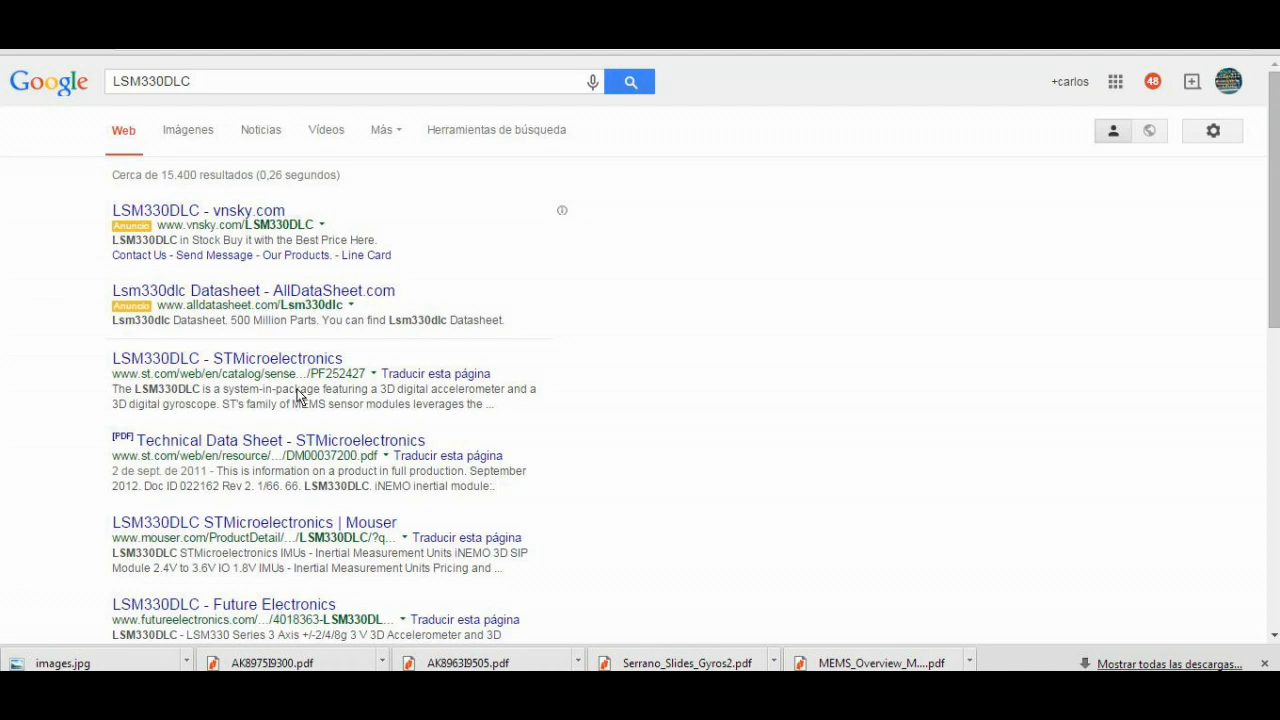 Google LSM330DLC +carlos 48
Web Imágenes Noticias Vídeos Más Herramientas de búsqueda
Cerca de 15.400 resultados (0,26 segundos)
LSM330DLC - vnsky.com
Anuncio www.vnsky.com/LSM330DLC
LSM330DLC in Stock Buy it with the Best Price Here.
Contact Us - Send Message - Our Products. - Line Card
Lsm330dlc Datasheet - AllDataSheet.com
Anuncio www.alldatasheet.com/Lsm330dlc
Lsm330dlc Datasheet. 500 Million Parts. You can find Lsm330dlc Datasheet.
LSM330DLC - STMicroelectronics
www.st.com/web/en/catalog/sense.../PF252427 Traducir esta página
The LSM330DLC is a system-in-package featuring a 3D digital accelerometer and a
3D digital gyroscope. ST's family of MEMS sensor modules leverages the ...
[PDF] Technical Data Sheet - STMicroelectronics
www.st.com/web/en/resource/.../DM00037200.pdf Traducir esta página
2 de sept. de 2011 - This is information on a product in full production. September
2012. Doc ID 022162 Rev 2. 1/66. 66. LSM330DLC. iNEMO inertial module:.
LSM330DLC STMicroelectronics | Mouser
www.mouser.com/ProductDetail/.../LSM330DLC/?q... Traducir esta página
LSM330DLC STMicroelectronics IMUs - Inertial Measurement Units iNEMO 3D SIP
Module 2.4V to 3.6V IO 1.8V IMUs - Inertial Measurement Units Pricing and ...
LSM330DLC - Future Electronics
www.futureelectronics.com/.../4018363-LSM330DL... Traducir esta página
LSM330DLC - LSM330 Series 3 Axis +/-2/4/8g 3 V 3D Accelerometer and 3D
images.jpg AK8975I9300.pdf AK8963I9505.pdf Serrano_Slides_Gyros2.pdf MEMS_Overview_M....pdf Mostrar todas las descargas...